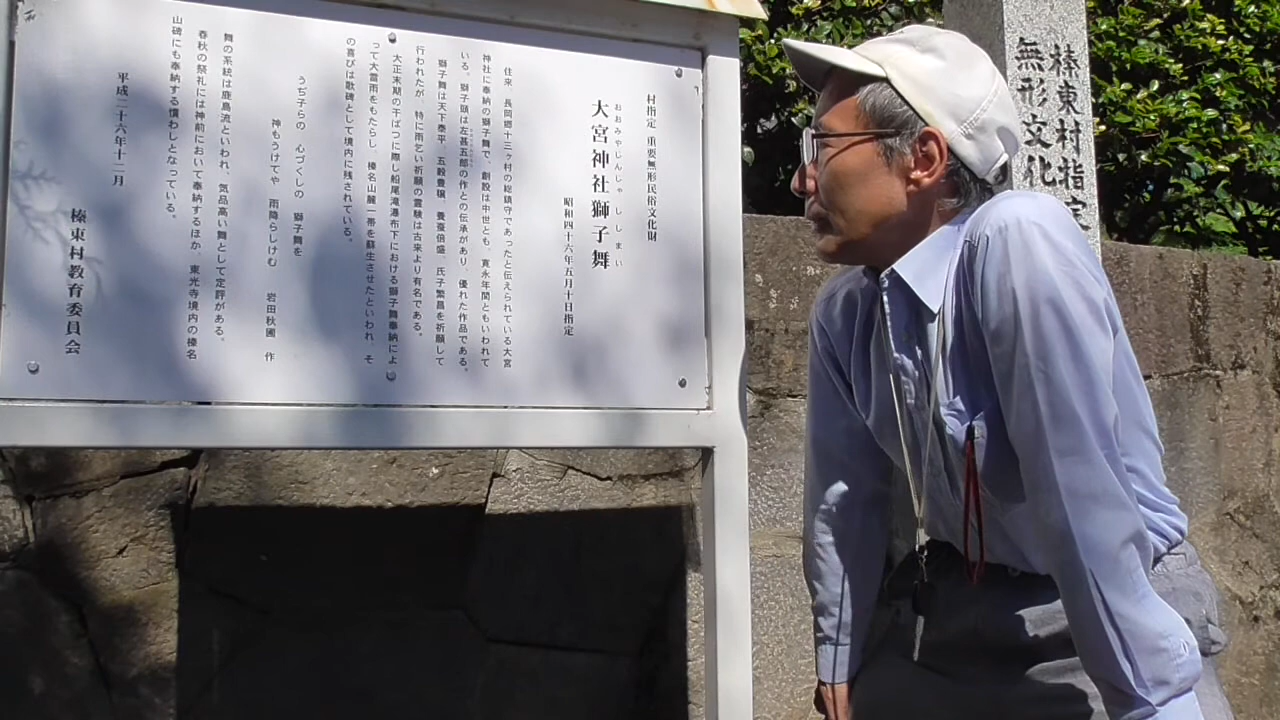 村指定 重要無形民俗文化財
おおみやじんじゃ ししまい
大宮神社獅子舞
昭和四十六年五月十日指定
往来、長岡郷十三ヶ村の総鎮守であったと伝えられている大宮
神社に奉納の獅子舞で、創設は中世とも、寛永年間ともいわれて
いる。獅子頭は左甚五郎の作との伝承があり、優れた作品である。
獅子舞は天下泰平、五穀豊穣、養蚕倍盛、氏子繁昌を祈願して
行われたが、特に雨乞い祈願の霊験は古来より有名である。
大正末期の干ばつに際し船尾滝瀑布下における獅子舞奉納によ
って大雷雨をもたらし、榛名山麓一帯を蘇生させたといわれ、そ
の喜びは歌碑として境内に残されている。
うぢ子らの 心づくしの 獅子舞を
神もうけてや 雨降らしけむ 岩田秋圃 作
舞の系統は鹿島流といわれ、気品高い舞として定評がある。
春秋の祭礼には神前において奉納するほか、東光寺境内の榛名
山碑にも奉納する慣わしとなっている。
平成二十六年十二月
榛東村教育委員会
榛東村指定
無形文化